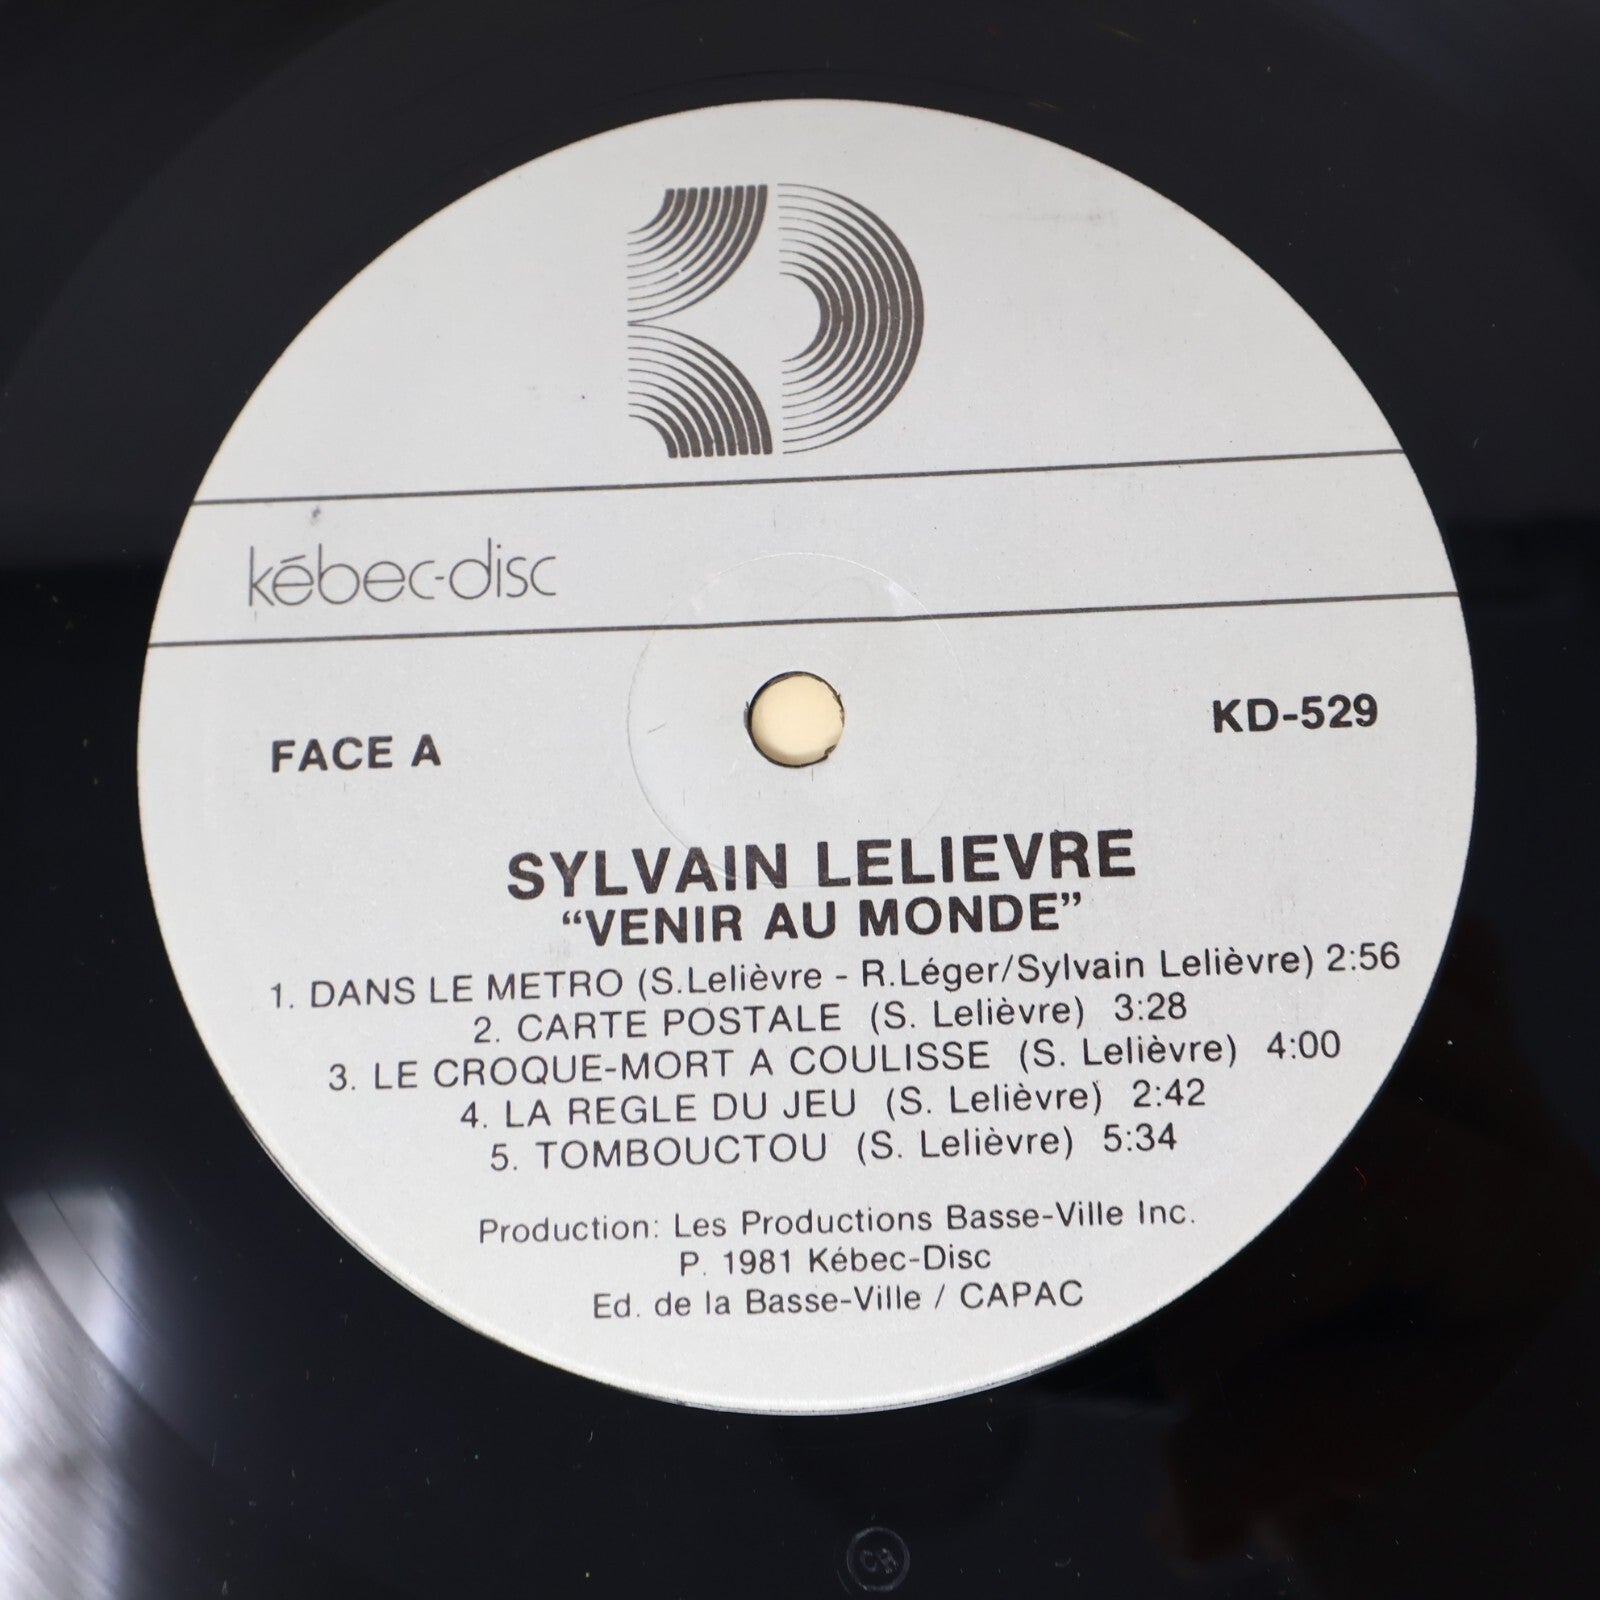 KD
kébec-disc
FACE A
KD-529
SYLVAIN LELIEVRE
“VENIR AU MONDE”
1. DANS LE METRO (S.Lelièvre - R.Léger/Sylvain Lelièvre) 2:56
2. CARTE POSTALE (S. Lelièvre) 3:28
3. LE CROQUE-MORT A COULISSE (S. Lelièvre) 4:00
4. LA REGLE DU JEU (S. Lelièvre) 2:42
5. TOMBOUCTOU (S. Lelièvre) 5:34
Production: Les Productions Basse-Ville Inc.
P. 1981 Kébec-Disc
Ed. de la Basse-Ville / CAPAC
CH